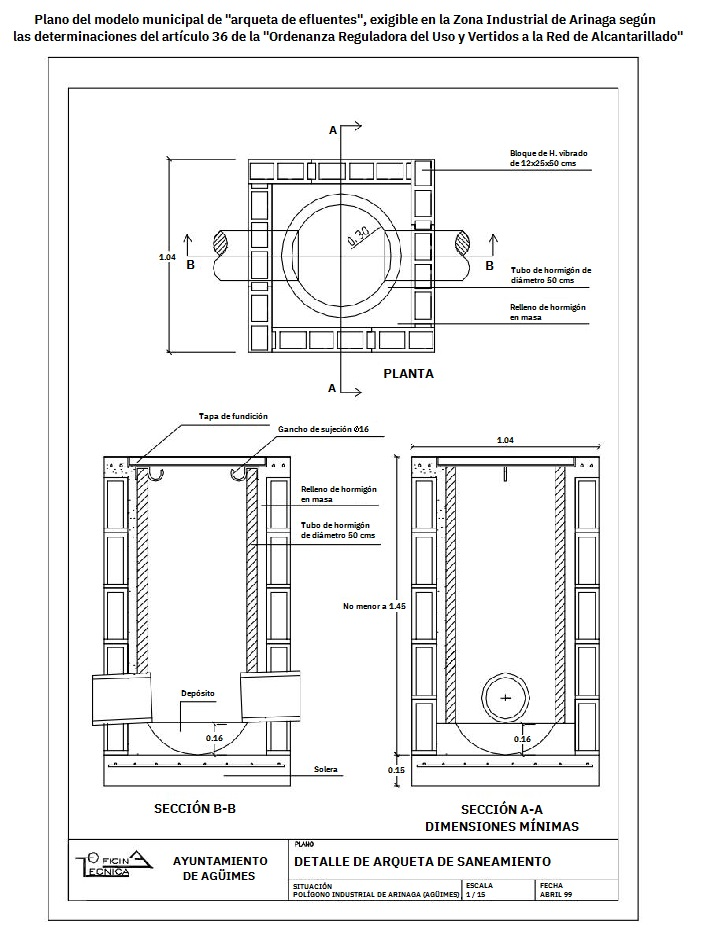 Plano del modelo municipal de "arqueta de efluentes", exigible en la Zona Industrial de Arinaga según
las determinaciones del artículo 36 de la "Ordenanza Reguladora del Uso y Vertidos a la Red de Alcantarillado"
A
Bloque de H. vibrado
de 12x25x50 cms
0.30
1.04
B
B
Tubo de hormigón de
diámetro 50 cms
Relleno de hormigón
en masa
PLANTA
A
Tapa de fundición
Gancho de sujeción Ø16
1.04
Relleno de hormigón
en masa
Tubo de hormigón
de diámetro 50 cms
No menor a 1.45
Depósito
0.16
0.16
Solera
0.15
SECCIÓN B-B
SECCIÓN A-A
DIMENSIONES MÍNIMAS
OFICINA
TECNICA
AYUNTAMIENTO
DE AGÜIMES
PLANO
DETALLE DE ARQUETA DE SANEAMIENTO
SITUACIÓN
POLÍGONO INDUSTRIAL DE ARINAGA (AGÜIMES)
ESCALA
1 / 15
FECHA
ABRIL 99